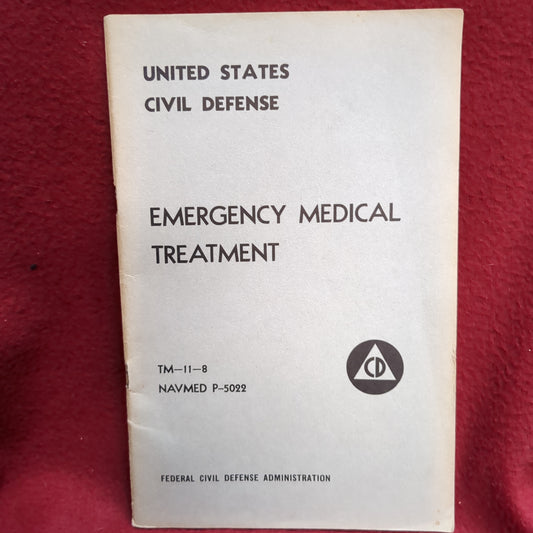 UNITED STATES
CIVIL DEFENSE
EMERGENCY MEDICAL
TREATMENT
TM—11—8
NAVMED P-5022
CD
FEDERAL CIVIL DEFENSE ADMINISTRATION